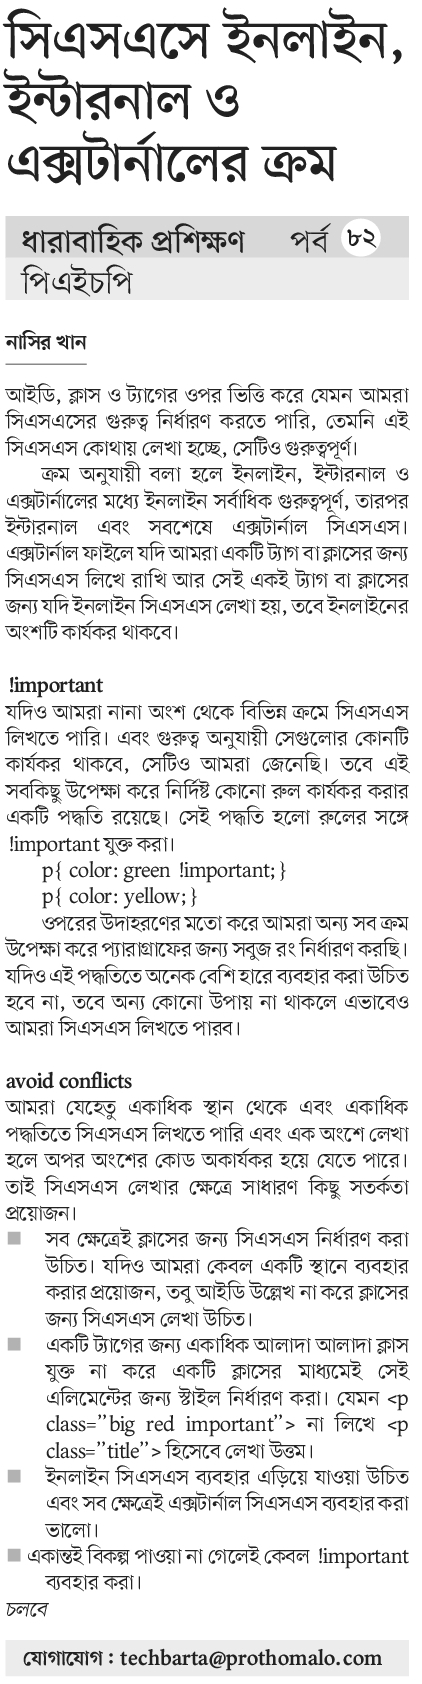 সিএসএসে ইনলাইন,
ইন্টারনাল ও
এক্সটার্নালের ক্রম
ধারাবাহিক প্রশিক্ষণ পর্ব ৮২
পিএইচপি
নাসির খান
আইডি, ক্লাস ও ট্যাগের ওপর ভিত্তি করে যেমন আমরা
সিএসএসের গুরুত্ব নির্ধারণ করতে পারি, তেমনি এই
সিএসএস কোথায় লেখা হচ্ছে, সেটিও গুরুত্বপূর্ণ।
ক্রম অনুযায়ী বলা হলে ইনলাইন, ইন্টারনাল ও
এক্সটার্নালের মধ্যে ইনলাইন সর্বাধিক গুরুত্বপূর্ণ, তারপর
ইন্টারনাল এবং সবশেষে এক্সটার্নাল সিএসএস।
এক্সটার্নাল ফাইলে যদি আমরা একটি ট্যাগ বা ক্লাসের জন্য
সিএসএস লিখে রাখি আর সেই একই ট্যাগ বা ক্লাসের
জন্য যদি ইনলাইন সিএসএস লেখা হয়, তবে ইনলাইনের
অংশটি কার্যকর থাকবে।
!important
যদিও আমরা নানা অংশ থেকে বিভিন্ন ক্রমে সিএসএস
লিখতে পারি। এবং গুরুত্ব অনুযায়ী সেগুলোর কোনটি
কার্যকর থাকবে, সেটিও আমরা জেনেছি। তবে এই
সবকিছু উপেক্ষা করে নির্দিষ্ট কোনো রুল কার্যকর করার
একটি পদ্ধতি রয়েছে। সেই পদ্ধতি হলো রুলের সঙ্গে
!important যুক্ত করা।
p{ color: green !important; }
p{ color: yellow; }
ওপরের উদাহরণের মতো করে আমরা অন্য সব ক্রম
উপেক্ষা করে প্যারাগ্রাফের জন্য সবুজ রং নির্ধারণ করছি।
যদিও এই পদ্ধতিতে অনেক বেশি হারে ব্যবহার করা উচিত
হবে না, তবে অন্য কোনো উপায় না থাকলে এভাবেও
আমরা সিএসএস লিখতে পারব।
avoid conflicts
আমরা যেহেতু একাধিক স্থান থেকে এবং একাধিক
পদ্ধতিতে সিএসএস লিখতে পারি এবং এক অংশে লেখা
হলে অপর অংশের কোড অকার্যকর হয়ে যেতে পারে।
তাই সিএসএস লেখার ক্ষেত্রে সাধারণ কিছু সতর্কতা
প্রয়োজন।
■ সব ক্ষেত্রেই ক্লাসের জন্য সিএসএস নির্ধারণ করা
উচিত। যদিও আমরা কেবল একটি স্থানে ব্যবহার
করার প্রয়োজন, তবু আইডি উল্লেখ না করে ক্লাসের
জন্য সিএসএস লেখা উচিত।
■ একটি ট্যাগের জন্য একাধিক আলাদা আলাদা ক্লাস
যুক্ত না করে একটি ক্লাসের মাধ্যমেই সেই
এলিমেন্টের জন্য স্টাইল নির্ধারণ করা। যেমন <p
class=”big red important”> না লিখে <p
class=”title”> হিসেবে লেখা উত্তম।
■ ইনলাইন সিএসএস ব্যবহার এড়িয়ে যাওয়া উচিত
এবং সব ক্ষেত্রেই এক্সটার্নাল সিএসএস ব্যবহার করা
ভালো।
■ একান্তই বিকল্প পাওয়া না গেলেই কেবল !important
ব্যবহার করা।
চলবে
যোগাযোগ : techbarta@prothomalo.com